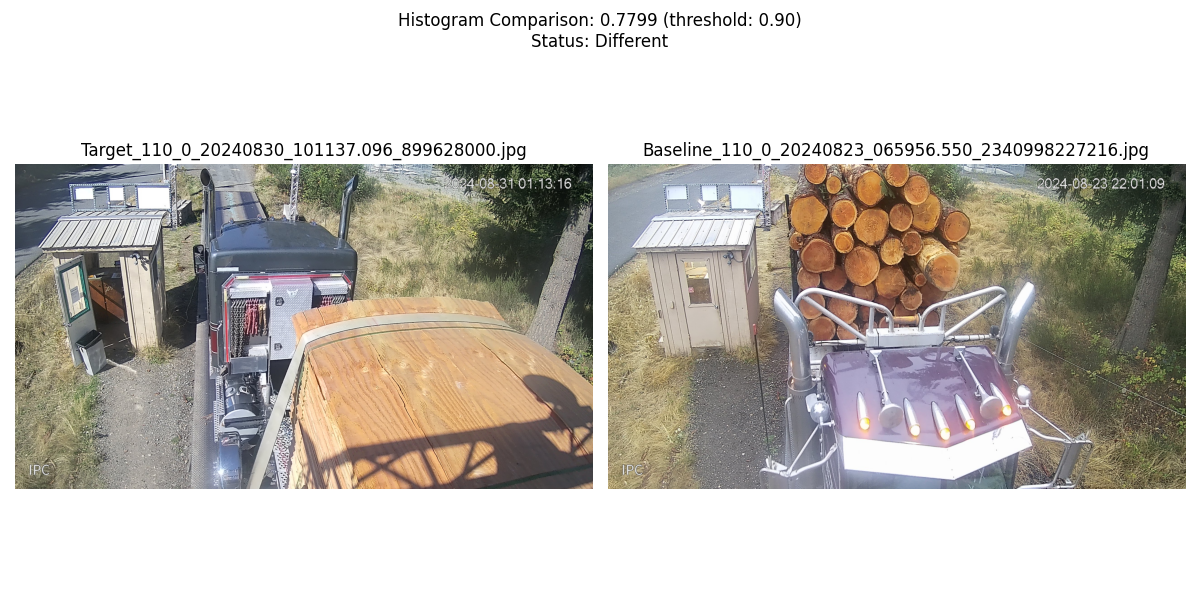 Histogram Comparison: 0.7799 (threshold: 0.90)
Status: Different
Target_110_0_20240830_101137.096_899628000.jpg
Baseline_110_0_20240823_065956.550_2340998227216.jpg
2024-08-31 01:13:16
2024-08-23 22:01:09
IPC
IPC